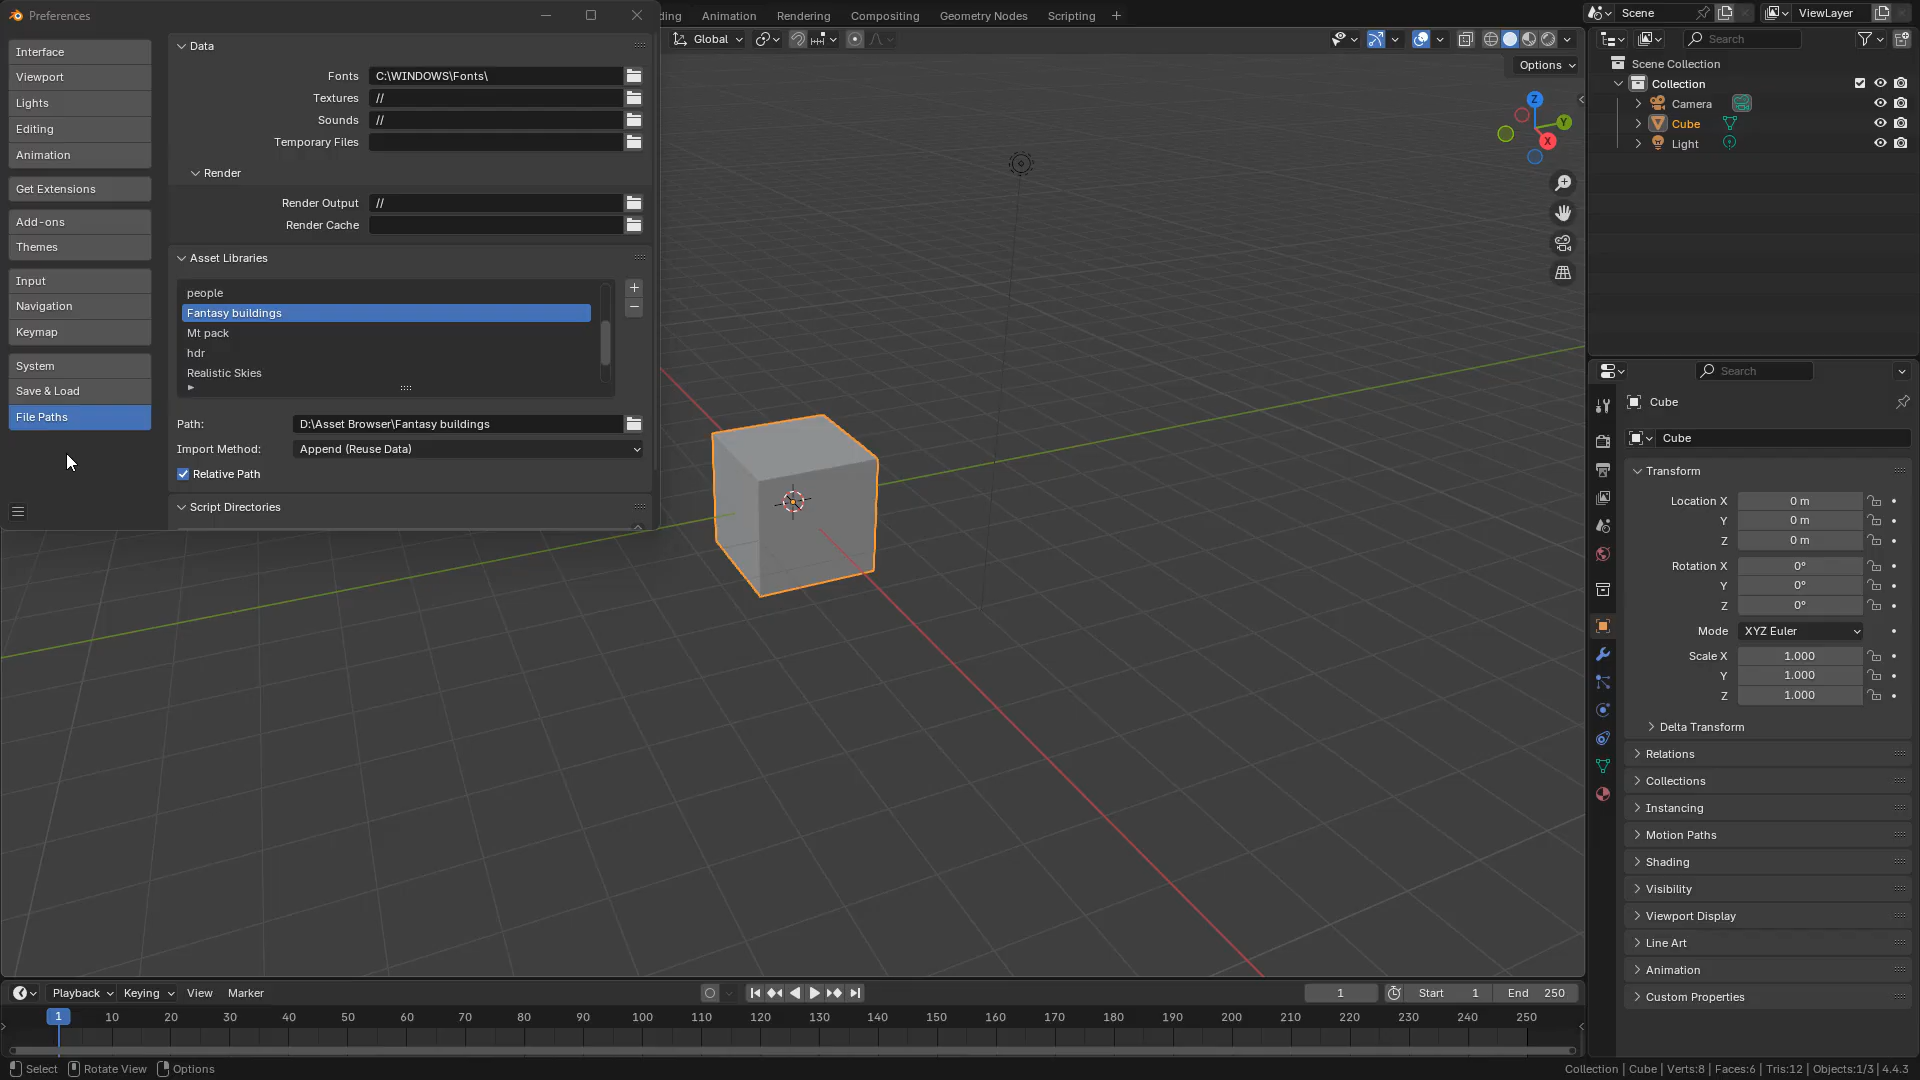 Preferences
ding
Animation
Rendering
Compositing
Geometry Nodes
Scripting
Scene
ViewLayer
Interface
Viewport
Lights
Editing
Animation
Get Extensions
Add-ons
Themes
Input
Navigation
Keymap
System
Save & Load
File Paths
Data
Fonts C:\WINDOWS\Fonts\
Textures //
Sounds //
Temporary Files
Render
Render Output //
Render Cache
Asset Libraries
people
Fantasy buildings
Mt pack
hdr
Realistic Skies
Path: D:\Asset Browser\Fantasy buildings
Import Method: Append (Reuse Data)
Relative Path
Script Directories
Global
Options
Z
Y
X
Search
Scene Collection
Collection
Camera
Cube
Light
Search
Cube
Cube
Transform
Location X 0 m
Y 0 m
Z 0 m
Rotation X 0°
Y 0°
Z 0°
Mode XYZ Euler
Scale X 1.000
Y 1.000
Z 1.000
Delta Transform
Relations
Collections
Instancing
Motion Paths
Shading
Visibility
Viewport Display
Line Art
Animation
Custom Properties
Playback Keying View Marker
1 Start 1 End 250
1 10 20 30 40 50 60 70 80 90 100 110 120 130 140 150 160 170 180 190 200 210 220 230 240 250
Select Rotate View Options
Collection | Cube | Verts:8 | Faces:6 | Tris:12 | Objects:1/3 | 4.4.3